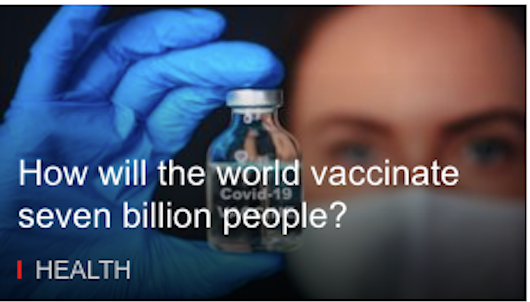 How will the world vaccinate
seven billion people?
Covid-19
HEALTH